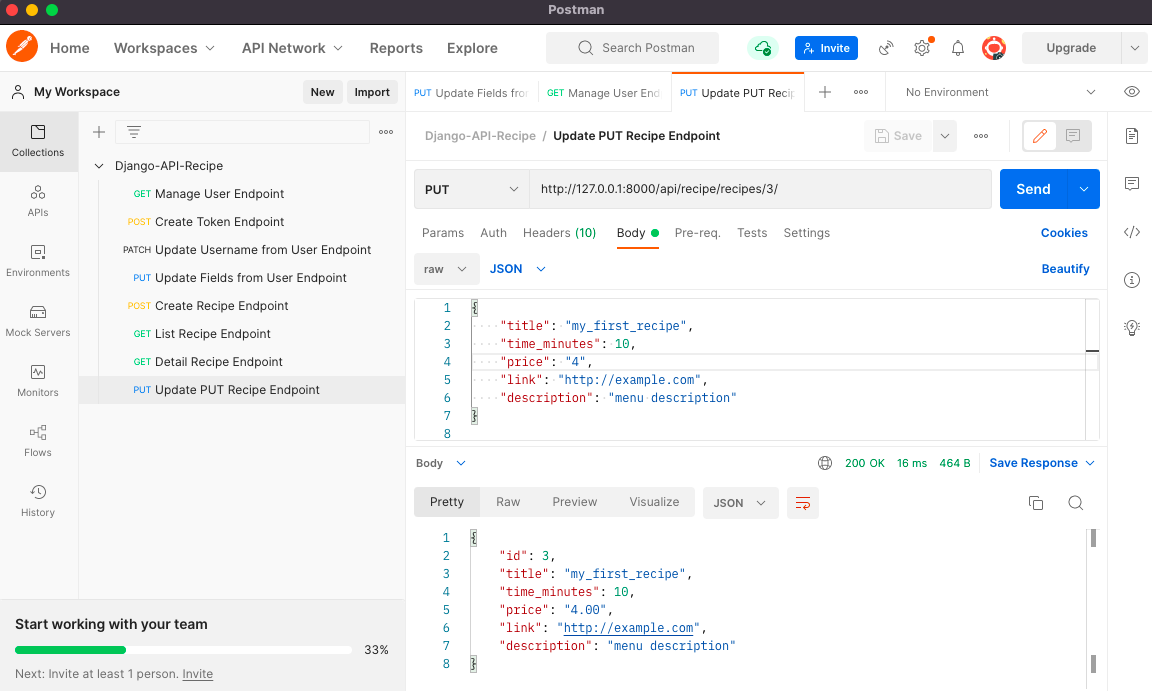 Postman
Home Workspaces API Network Reports Explore Search Postman Invite Upgrade
My Workspace New Import
PUT Update Fields from GET Manage User End PUT Update PUT Recip No Environment
Collections
APIs
Environments
Mock Servers
Monitors
Flows
History
Django-API-Recipe
GET Manage User Endpoint
POST Create Token Endpoint
PATCH Update Username from User Endpoint
PUT Update Fields from User Endpoint
POST Create Recipe Endpoint
GET List Recipe Endpoint
GET Detail Recipe Endpoint
PUT Update PUT Recipe Endpoint
Start working with your team
33%
Next: Invite at least 1 person. Invite
Django-API-Recipe / Update PUT Recipe Endpoint Save
PUT http://127.0.0.1:8000/api/recipe/recipes/3/ Send
Params Auth Headers (10) Body Pre-req. Tests Settings Cookies
raw JSON Beautify
1 {
2 "title": "my_first_recipe",
3 "time_minutes": 10,
4 "price": "4",
5 "link": "http://example.com",
6 "description": "menu description"
7 }
8
Body 200 OK 16 ms 464 B Save Response
Pretty Raw Preview Visualize JSON
1 {
2 "id": 3,
3 "title": "my_first_recipe",
4 "time_minutes": 10,
5 "price": "4.00",
6 "link": "http://example.com",
7 "description": "menu description"
8 }